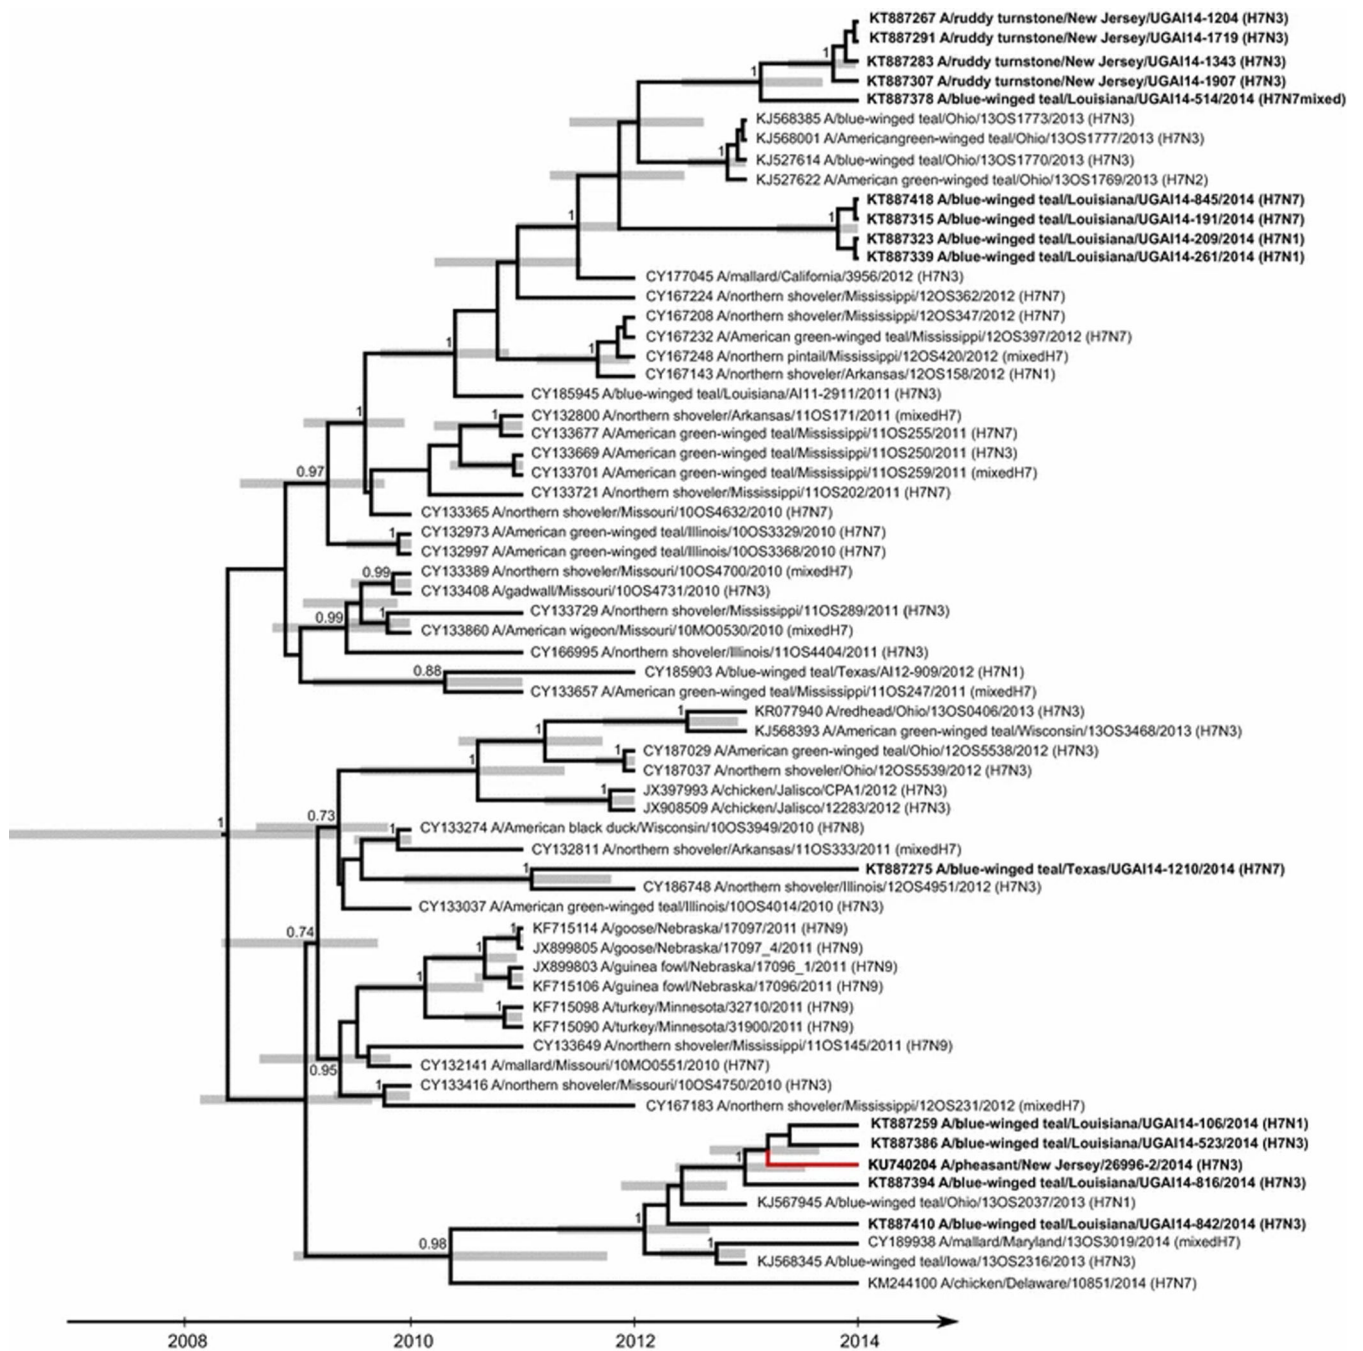 KT887267 A/ruddy turnstone/New Jersey/UGAI14-1204 (H7N3)
KT887291 A/ruddy turnstone/New Jersey/UGAI14-1719 (H7N3)
1
KT887283 A/ruddy turnstone/New Jersey/UGAI14-1343 (H7N3)
1
KT887307 A/ruddy turnstone/New Jersey/UGAI14-1907 (H7N3)
KT887378 A/blue-winged teal/Louisiana/UGAI14-514/2014 (H7N7mixed)
KJ568385 A/blue-winged teal/Ohio/13OS1773/2013 (H7N3)
KJ568001 A/Americangreen-winged teal/Ohio/13OS1777/2013 (H7N3)
1
KJ527614 A/blue-winged teal/Ohio/13OS1770/2013 (H7N3)
KJ527622 A/American green-winged teal/Ohio/13OS1769/2013 (H7N2)
KT887418 A/blue-winged teal/Louisiana/UGAI14-845/2014 (H7N7)
1
1
KT887315 A/blue-winged teal/Louisiana/UGAI14-191/2014 (H7N7)
KT887323 A/blue-winged teal/Louisiana/UGAI14-209/2014 (H7N1)
KT887339 A/blue-winged teal/Louisiana/UGAI14-261/2014 (H7N1)
CY177045 A/mallard/California/3956/2012 (H7N3)
CY167224 A/northern shoveler/Mississippi/12OS362/2012 (H7N7)
CY167208 A/northern shoveler/Mississippi/12OS347/2012 (H7N7)
CY167232 A/American green-winged teal/Mississippi/12OS397/2012 (H7N7)
1
1
CY167248 A/northern pintail/Mississippi/12OS420/2012 (mixedH7)
CY167143 A/northern shoveler/Arkansas/12OS158/2012 (H7N1)
CY185945 A/blue-winged teal/Louisiana/AI11-2911/2011 (H7N3)
1
1
CY132800 A/northern shoveler/Arkansas/11OS171/2011 (mixedH7)
CY133677 A/American green-winged teal/Mississippi/11OS255/2011 (H7N7)
CY133669 A/American green-winged teal/Mississippi/11OS250/2011 (H7N3)
0.97
CY133701 A/American green-winged teal/Mississippi/11OS259/2011 (mixedH7)
CY133721 A/northern shoveler/Mississippi/11OS202/2011 (H7N7)
CY133365 A/northern shoveler/Missouri/10OS4632/2010 (H7N7)
1
CY132973 A/American green-winged teal/Illinois/10OS3329/2010 (H7N7)
CY132997 A/American green-winged teal/Illinois/10OS3368/2010 (H7N7)
0.99
CY133389 A/northern shoveler/Missouri/10OS4700/2010 (mixedH7)
CY133408 A/gadwall/Missouri/10OS4731/2010 (H7N3)
0.99
1
CY133729 A/northern shoveler/Mississippi/11OS289/2011 (H7N3)
CY133860 A/American wigeon/Missouri/10MO0530/2010 (mixedH7)
CY166995 A/northern shoveler/Illinois/11OS4404/2011 (H7N3)
0.88
CY185903 A/blue-winged teal/Texas/AI12-909/2012 (H7N1)
CY133657 A/American green-winged teal/Mississippi/11OS247/2011 (mixedH7)
1
KR077940 A/redhead/Ohio/13OS0406/2013 (H7N3)
1
KJ568393 A/American green-winged teal/Wisconsin/13OS3468/2013 (H7N3)
1
CY187029 A/American green-winged teal/Ohio/12OS5538/2012 (H7N3)
1
CY187037 A/northern shoveler/Ohio/12OS5539/2012 (H7N3)
1
JX397993 A/chicken/Jalisco/CPA1/2012 (H7N3)
JX908509 A/chicken/Jalisco/12283/2012 (H7N3)
1
0.73
1
CY133274 A/American black duck/Wisconsin/10OS3949/2010 (H7N8)
CY132811 A/northern shoveler/Arkansas/11OS333/2011 (mixedH7)
1
KT887275 A/blue-winged teal/Texas/UGAI14-1210/2014 (H7N7)
CY186748 A/northern shoveler/Illinois/12OS4951/2012 (H7N3)
CY133037 A/American green-winged teal/Illinois/10OS4014/2010 (H7N3)
0.74
1
KF715114 A/goose/Nebraska/17097/2011 (H7N9)
1
JX899805 A/goose/Nebraska/17097_4/2011 (H7N9)
1
JX899803 A/guinea fowl/Nebraska/17096_1/2011 (H7N9)
KF715106 A/guinea fowl/Nebraska/17096/2011 (H7N9)
1
KF715098 A/turkey/Minnesota/32710/2011 (H7N9)
KF715090 A/turkey/Minnesota/31900/2011 (H7N9)
CY133649 A/northern shoveler/Mississippi/11OS145/2011 (H7N9)
0.95
CY132141 A/mallard/Missouri/10MO0551/2010 (H7N7)
1
CY133416 A/northern shoveler/Missouri/10OS4750/2010 (H7N3)
CY167183 A/northern shoveler/Mississippi/12OS231/2012 (mixedH7)
KT887259 A/blue-winged teal/Louisiana/UGAI14-106/2014 (H7N1)
KT887386 A/blue-winged teal/Louisiana/UGAI14-523/2014 (H7N3)
1
KU740204 A/pheasant/New Jersey/26996-2/2014 (H7N3)
KT887394 A/blue-winged teal/Louisiana/UGAI14-816/2014 (H7N3)
KJ567945 A/blue-winged teal/Ohio/13OS2037/2013 (H7N1)
1
KT887410 A/blue-winged teal/Louisiana/UGAI14-842/2014 (H7N3)
0.98
1
CY189938 A/mallard/Maryland/13OS3019/2014 (mixedH7)
KJ568345 A/blue-winged teal/Iowa/13OS2316/2013 (H7N3)
KM244100 A/chicken/Delaware/10851/2014 (H7N7)
2008 2010 2012 2014